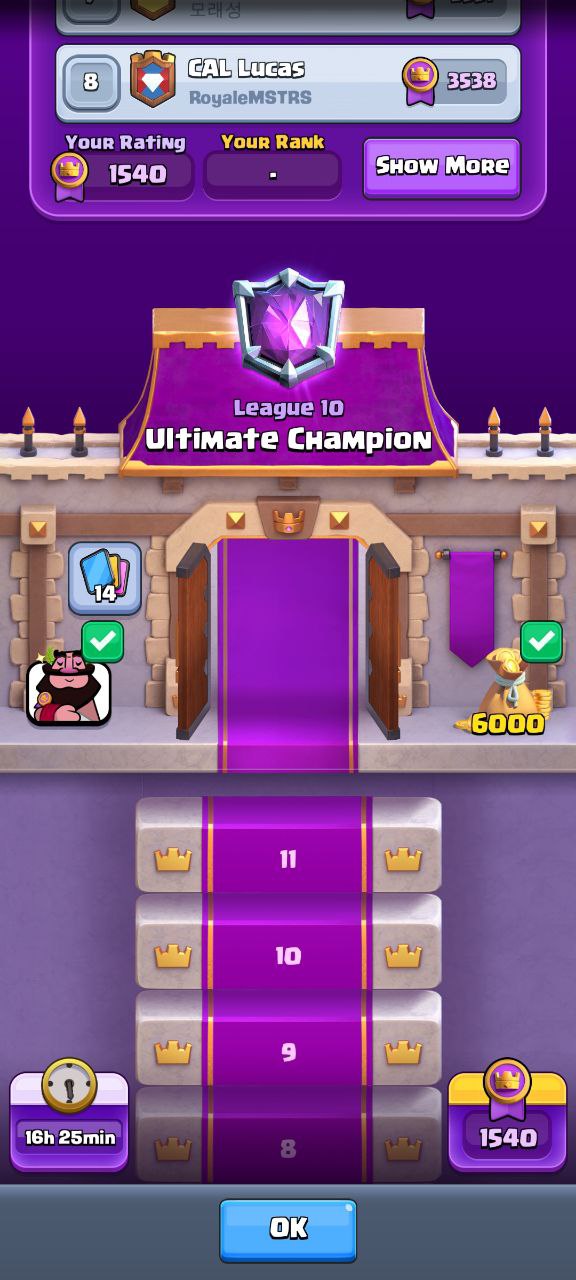 모래성
8
CAL Lucas
RoyaleMSTRS
3538
Your Rating
1540
Your Rank
.
Show More
League 10
Ultimate Champion
14
6000
11
10
9
8
16h 25min
1540
OK